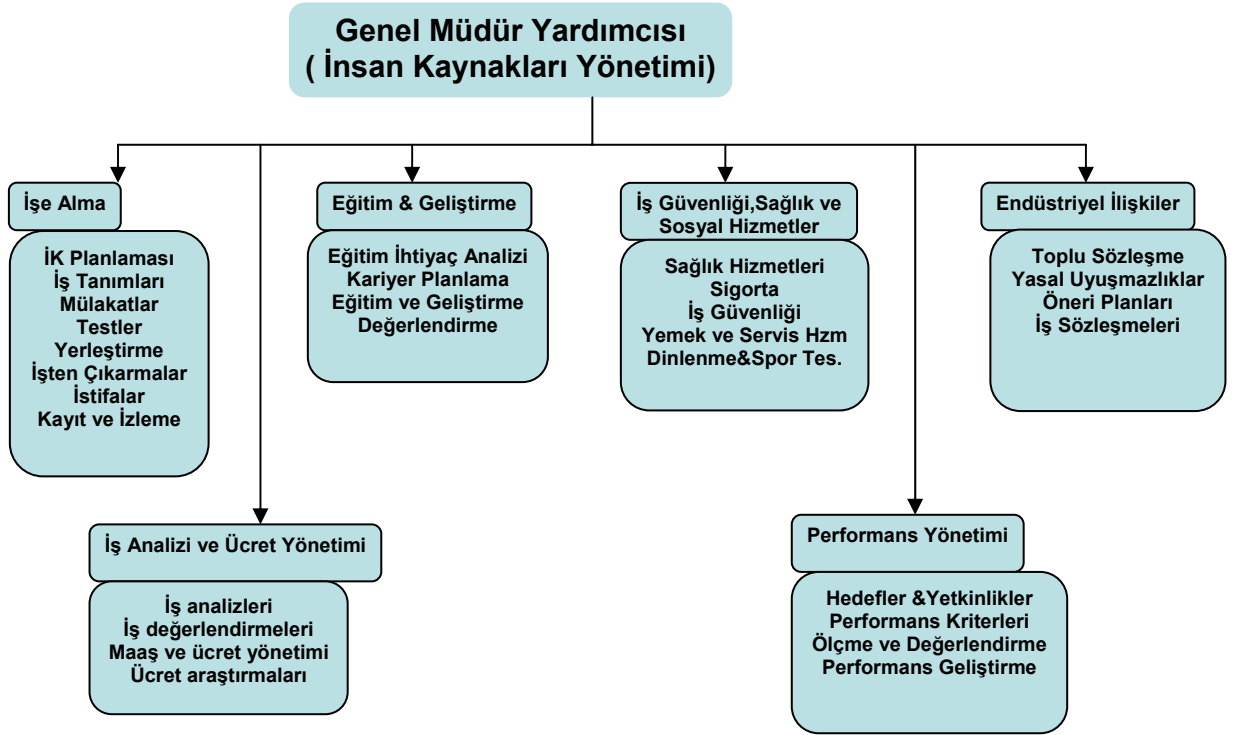 Genel Müdür Yardımcısı
( İnsan Kaynakları Yönetimi)
İşe Alma
İK Planlaması
İş Tanımları
Mülakatlar
Testler
Yerleştirme
İşten Çıkarmalar
İstifalar
Kayıt ve İzleme
Eğitim & Geliştirme
Eğitim İhtiyaç Analizi
Kariyer Planlama
Eğitim ve Geliştirme
Değerlendirme
İş Güvenliği,Sağlık ve
Sosyal Hizmetler
Sağlık Hizmetleri
Sigorta
İş Güvenliği
Yemek ve Servis Hzm
Dinlenme&Spor Tes.
Endüstriyel İlişkiler
Toplu Sözleşme
Yasal Uyuşmazlıklar
Öneri Planları
İş Sözleşmeleri
İş Analizi ve Ücret Yönetimi
İş analizleri
İş değerlendirmeleri
Maaş ve ücret yönetimi
Ücret araştırmaları
Performans Yönetimi
Hedefler &Yetkinlikler
Performans Kriterleri
Ölçme ve Değerlendirme
Performans Geliştirme